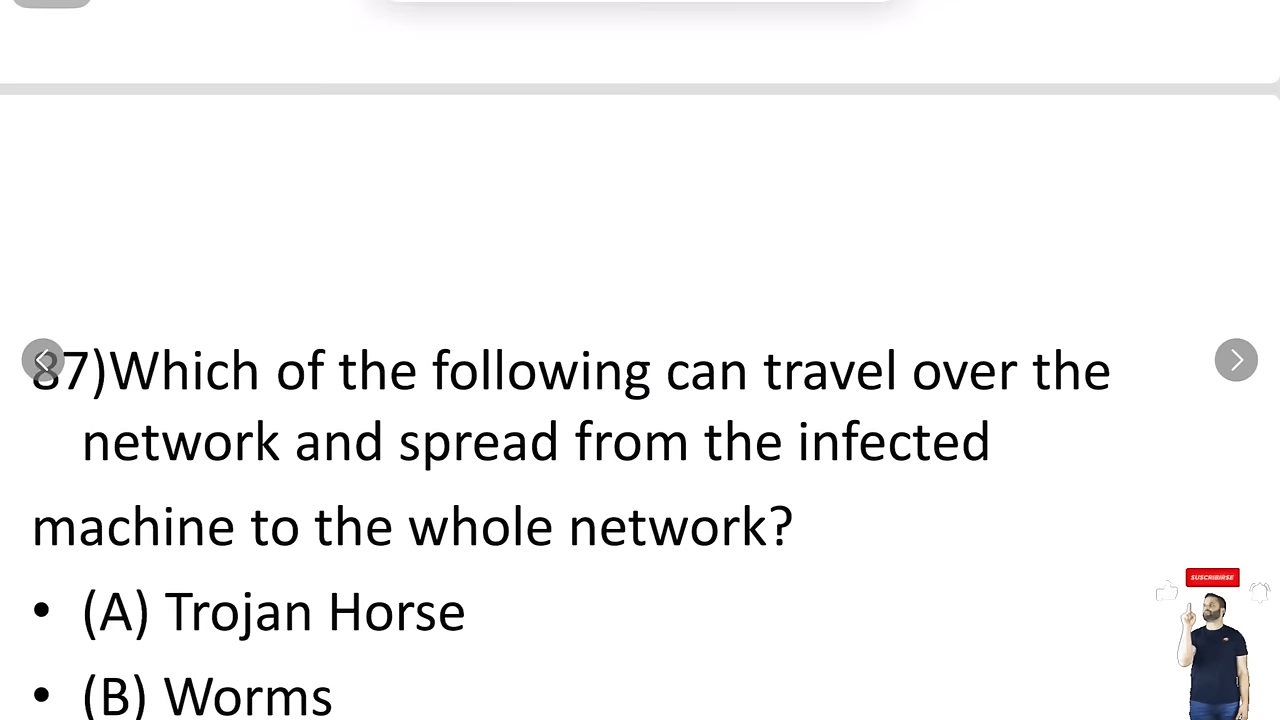 87)Which of the following can travel over the
network and spread from the infected
machine to the whole network?
• (A) Trojan Horse
• (B) Worms
SUSCRIBIRSE